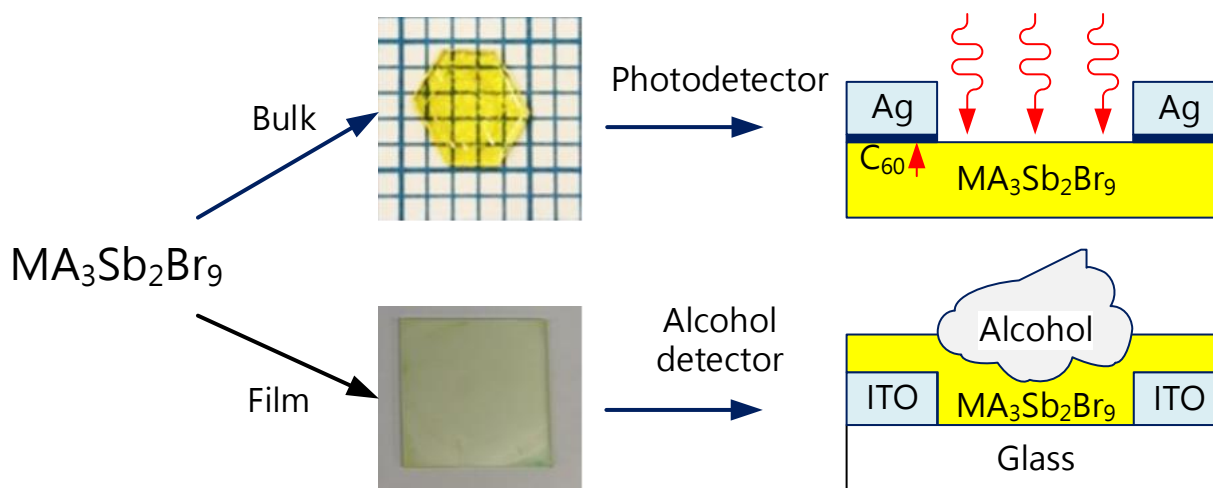 MA₃Sb₂Br₉
Bulk
Photodetector
Ag
Ag
C₆₀
MA₃Sb₂Br₉
Film
Alcohol
detector
Alcohol
ITO
MA₃Sb₂Br₉
ITO
Glass